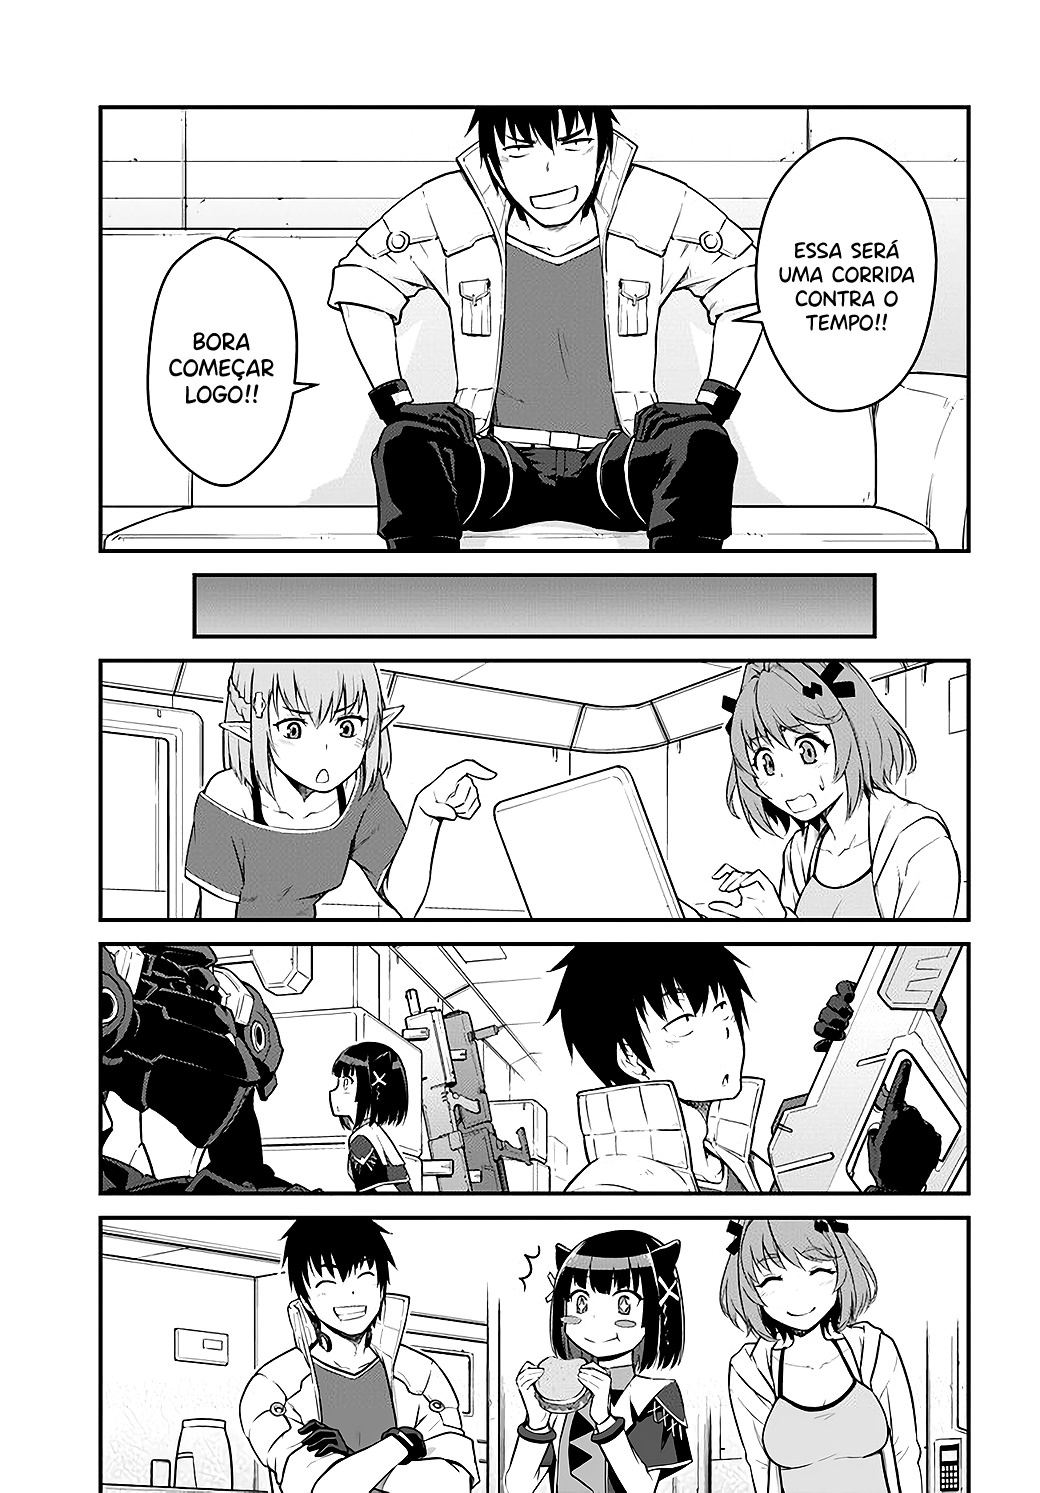 ESSA SERÁ
UMA CORRIDA
CONTRA O
TEMPO!!
BORA
COMEÇAR
LOGO!!